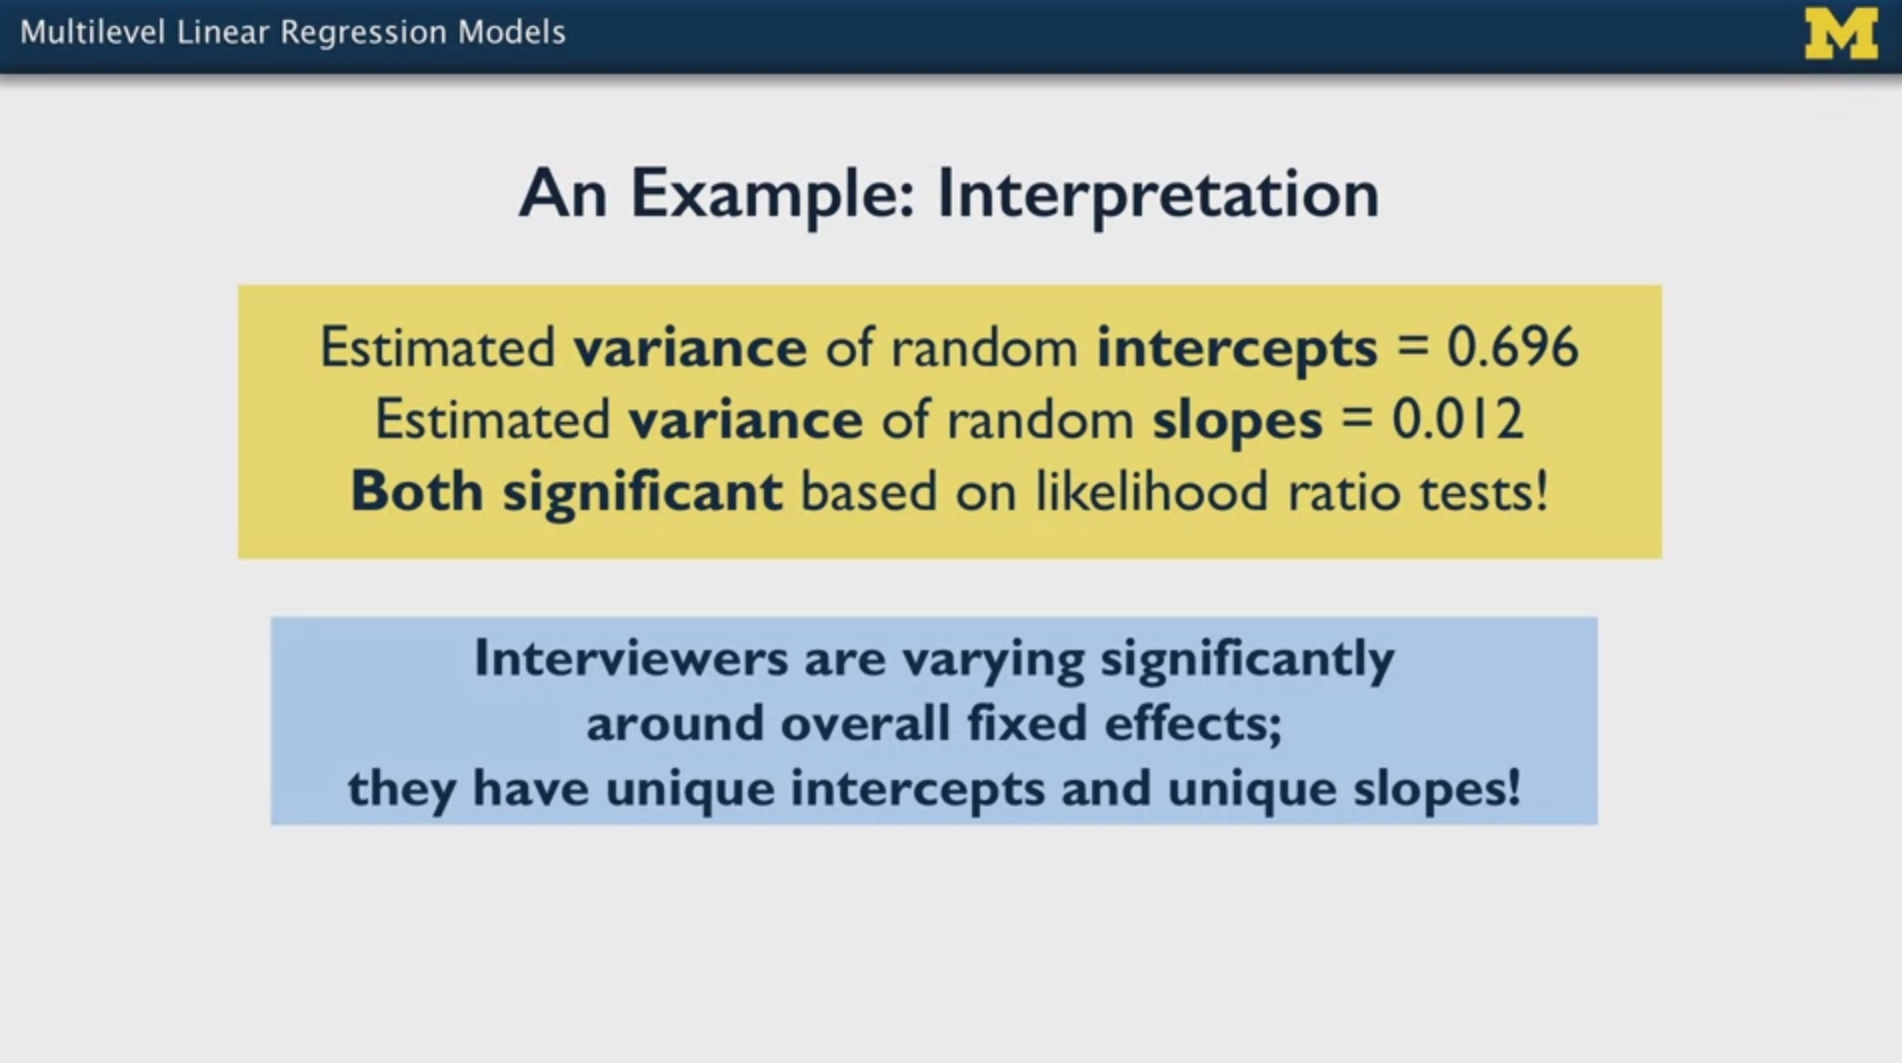 Multilevel Linear Regression Models
M
An Example: Interpretation
Estimated variance of random intercepts = 0.696
Estimated variance of random slopes = 0.012
Both significant based on likelihood ratio tests!
Interviewers are varying significantly
around overall fixed effects;
they have unique intercepts and unique slopes!